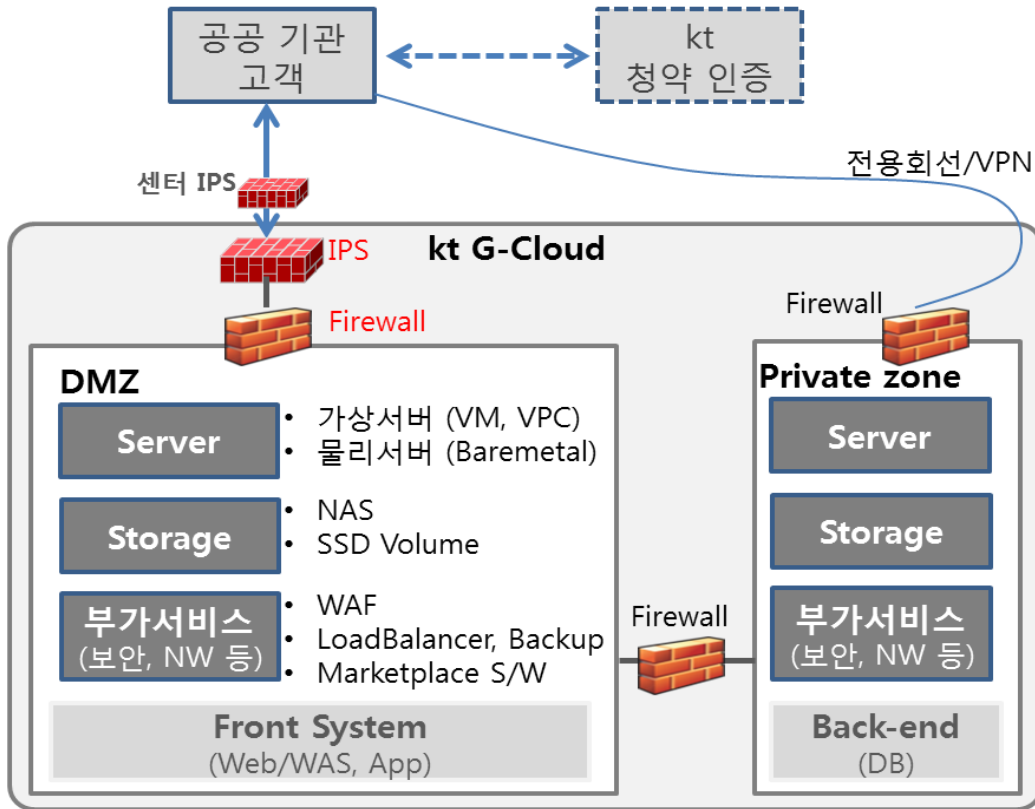 공공 기관
고객
kt
청약 인증
전용회선/VPN
센터 IPS
IPS
kt G-Cloud
Firewall
Firewall
DMZ
Server
• 가상서버 (VM, VPC)
• 물리서버 (Baremetal)
Storage
• NAS
• SSD Volume
부가서비스
(보안, NW 등)
• WAF
• LoadBalancer, Backup
• Marketplace S/W
Front System
(Web/WAS, App)
Firewall
Private zone
Server
Storage
부가서비스
(보안, NW 등)
Back-end
(DB)